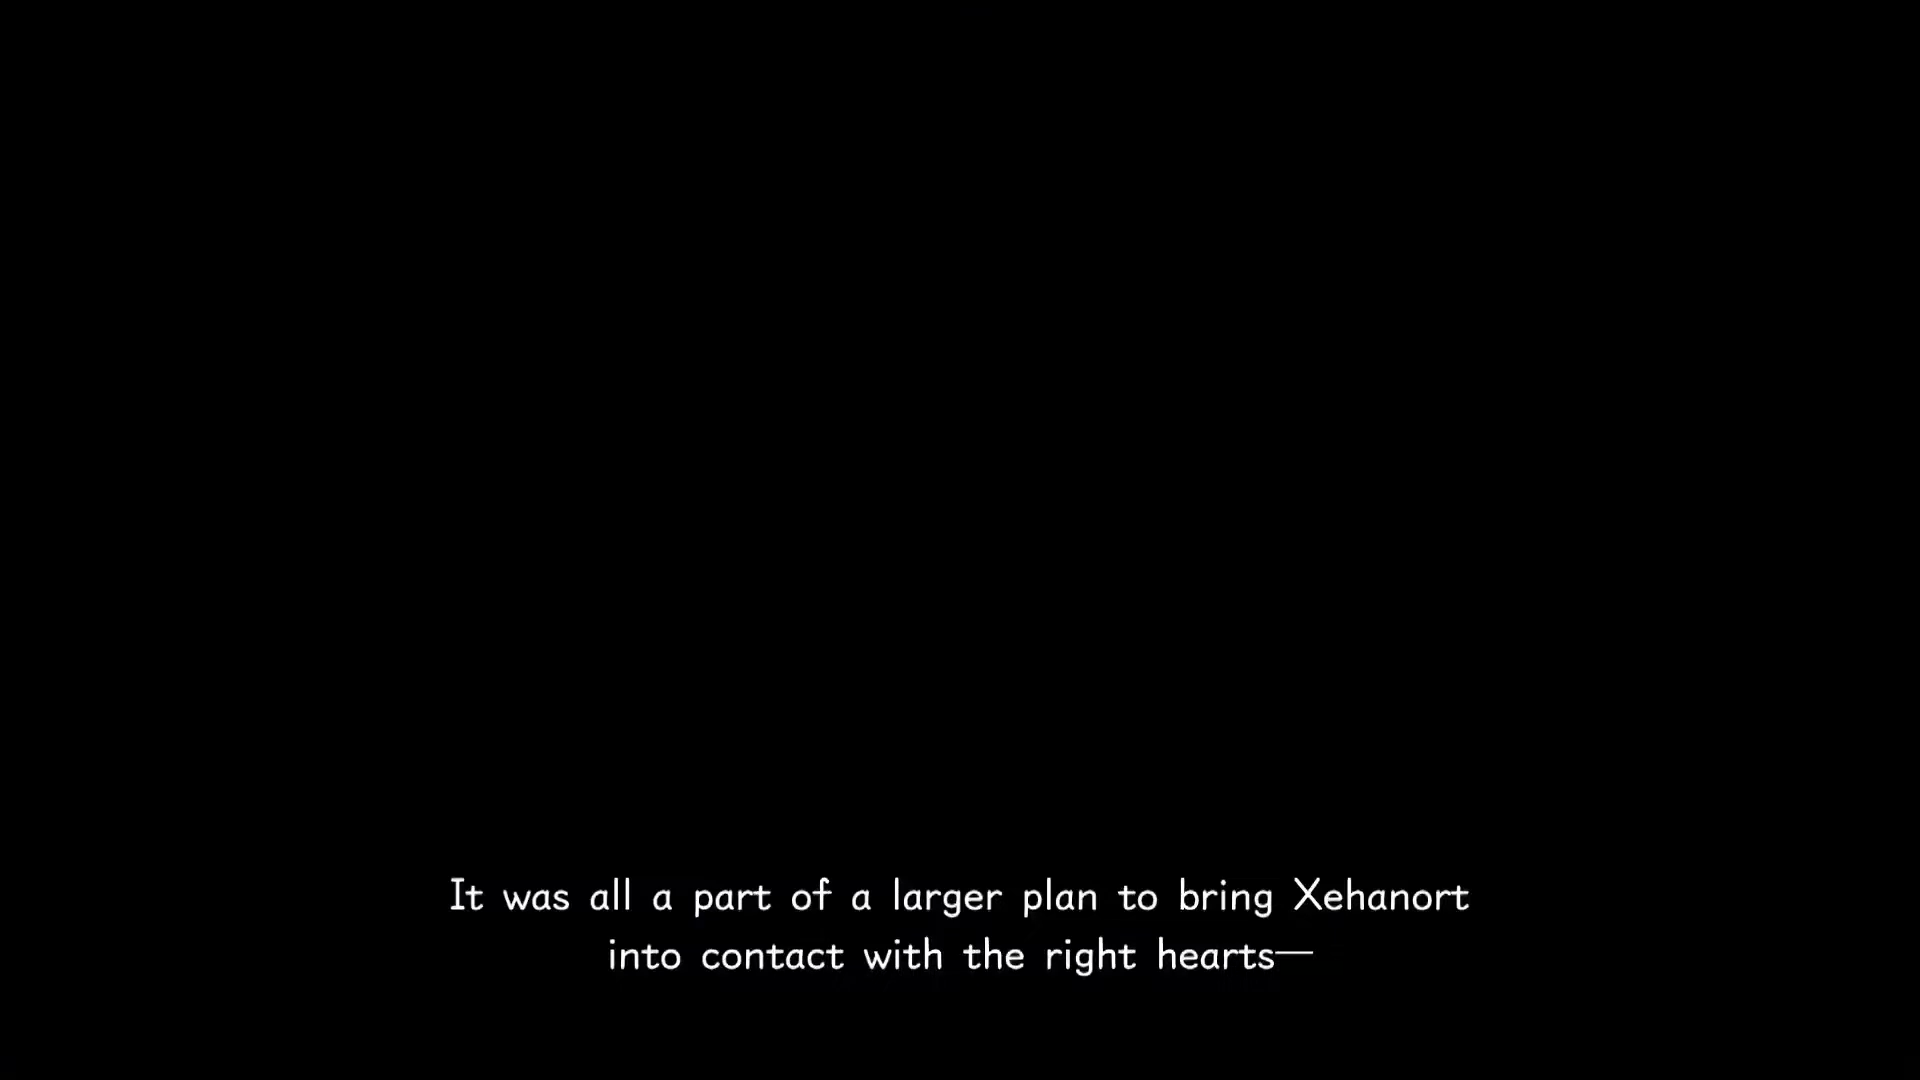 It was all a part of a larger plan to bring Xehanort
into contact with the right hearts—